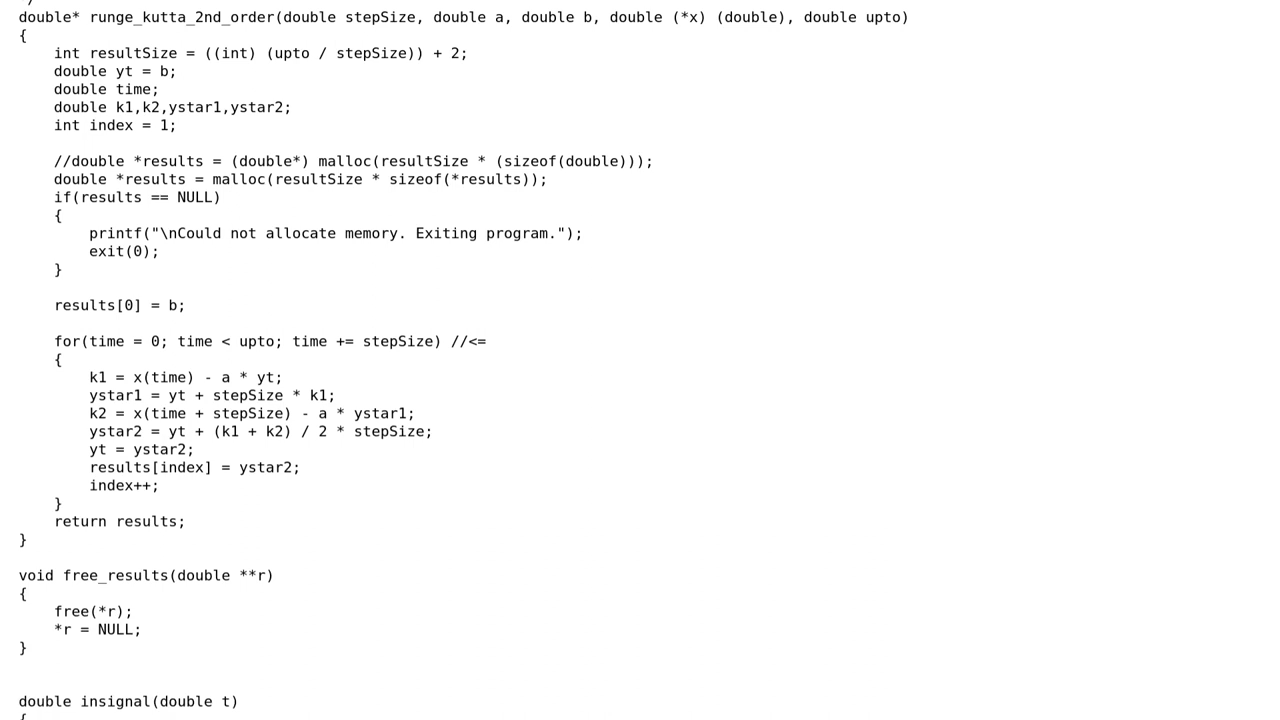 */
double* runge_kutta_2nd_order(double stepSize, double a, double b, double (*x) (double), double upto)
{
    int resultSize = ((int) (upto / stepSize)) + 2;
    double yt = b;
    double time;
    double k1,k2,ystar1,ystar2;
    int index = 1;

    //double *results = (double*) malloc(resultSize * (sizeof(double)));
    double *results = malloc(resultSize * sizeof(*results));
    if(results == NULL)
    {
        printf("\nCould not allocate memory. Exiting program.");
        exit(0);
    }

    results[0] = b;

    for(time = 0; time < upto; time += stepSize) //<=
    {
        k1 = x(time) - a * yt;
        ystar1 = yt + stepSize * k1;
        k2 = x(time + stepSize) - a * ystar1;
        ystar2 = yt + (k1 + k2) / 2 * stepSize;
        yt = ystar2;
        results[index] = ystar2;
        index++;
    }
    return results;
}

void free_results(double **r)
{
    free(*r);
    *r = NULL;
}


double insignal(double t)
{